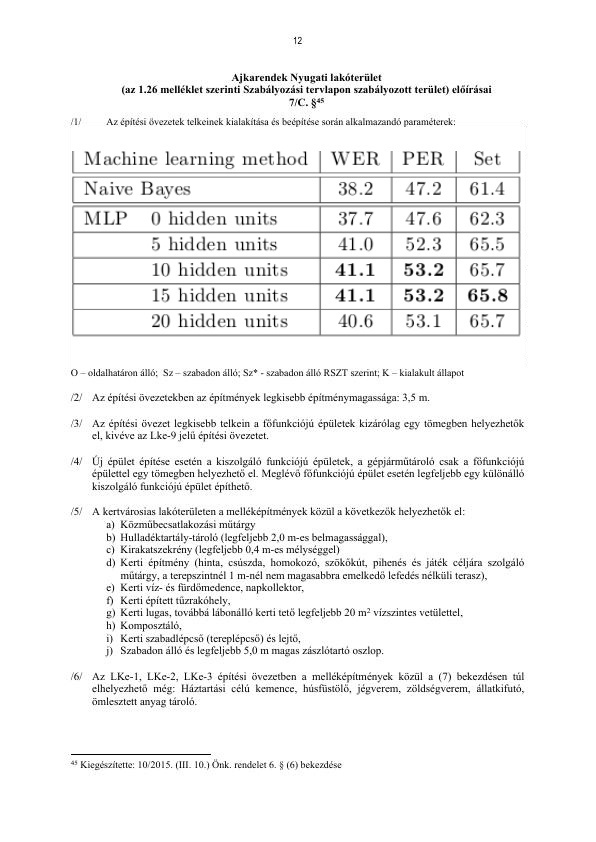 12
Ajkarendek Nyugati lakóterület
(az 1.26 melléklet szerinti Szabályozási tervlapon szabályozott terület) előírásai
7/C. §45
/1/ Az építési övezetek telkeinek kialakítása és beépítése során alkalmazandó paraméterek:
Machine learning method WER PER Set
Naive Bayes 38.2 47.2 61.4
MLP 0 hidden units 37.7 47.6 62.3
5 hidden units 41.0 52.3 65.5
10 hidden units 41.1 53.2 65.7
15 hidden units 41.1 53.2 65.8
20 hidden units 40.6 53.1 65.7
O – oldalhatáron álló; Sz – szabadon álló; Sz* - szabadon álló RSZT szerint; K – kialakult állapot
/2/ Az építési övezetekben az építmények legkisebb építménymagassága: 3,5 m.
/3/ Az építési övezet legkisebb telkein a főfunkciójú épületek kizárólag egy tömegben helyezhetők
el, kivéve az Lke-9 jelű építési övezetet.
/4/ Új épület építése esetén a kiszolgáló funkciójú épületek, a gépjárműtároló csak a főfunkciójú
épülettel egy tömegben helyezhető el. Meglévő főfunkciójú épület esetén legfeljebb egy különálló
kiszolgáló funkciójú épület építhető.
/5/ A kertvárosias lakóterületen a melléképítmények közül a következők helyezhetők el:
a) Közműbecsatlakozási műtárgy
b) Hulladéktartály-tároló (legfeljebb 2,0 m-es belmagassággal),
c) Kirakatszekrény (legfeljebb 0,4 m-es mélységgel)
d) Kerti építmény (hinta, csúszda, homokozó, szökőkút, pihenés és játék céljára szolgáló
műtárgy, a terepszintnél 1 m-nél nem magasabbra emelkedő lefedés nélküli terasz),
e) Kerti víz- és fürdőmedence, napkollektor,
f) Kerti épített tűzrakóhely,
g) Kerti lugas, továbbá lábonálló kerti tető legfeljebb 20 m² vízszintes vetülettel,
h) Komposztáló,
i) Kerti szabadlépcső (tereplépcső) és lejtő,
j) Szabadon álló és legfeljebb 5,0 m magas zászlótartó oszlop.
/6/ Az LKe-1, LKe-2, LKe-3 építési övezetben a melléképítmények közül a (7) bekezdésen túl
elhelyezhető még: Háztartási célú kemence, húsfüstölő, jégverem, zöldségverem, állatkifutó,
ömlesztett anyag tároló.
45 Kiegészítette: 10/2015. (III. 10.) Önk. rendelet 6. § (6) bekezdése